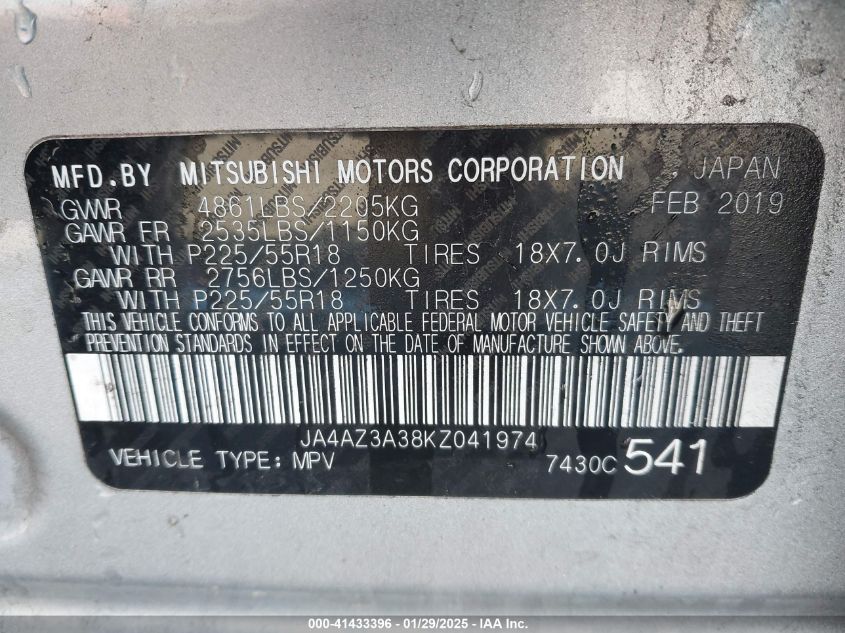 MFD.BY MITSUBISHI MOTORS CORPORATION JAPAN
GVWR 4861LBS/2205KG FEB 2019
GAWR FR 2535LBS/1150KG
WITH P225/55R18 TIRES 18X7.0J RIMS
GAWR RR 2756LBS/1250KG
WITH P225/55R18 TIRES 18X7.0J RIMS
THIS VEHICLE CONFORMS TO ALL APPLICABLE FEDERAL MOTOR VEHICLE SAFETY AND THEFT
PREVENTION STANDARDS IN EFFECT ON THE DATE OF MANUFACTURE SHOWN ABOVE.
JA4AZ3A38KZ041974
VEHICLE TYPE: MPV 7430C 541
000-41433396 - 01/29/2025 - IAA Inc.